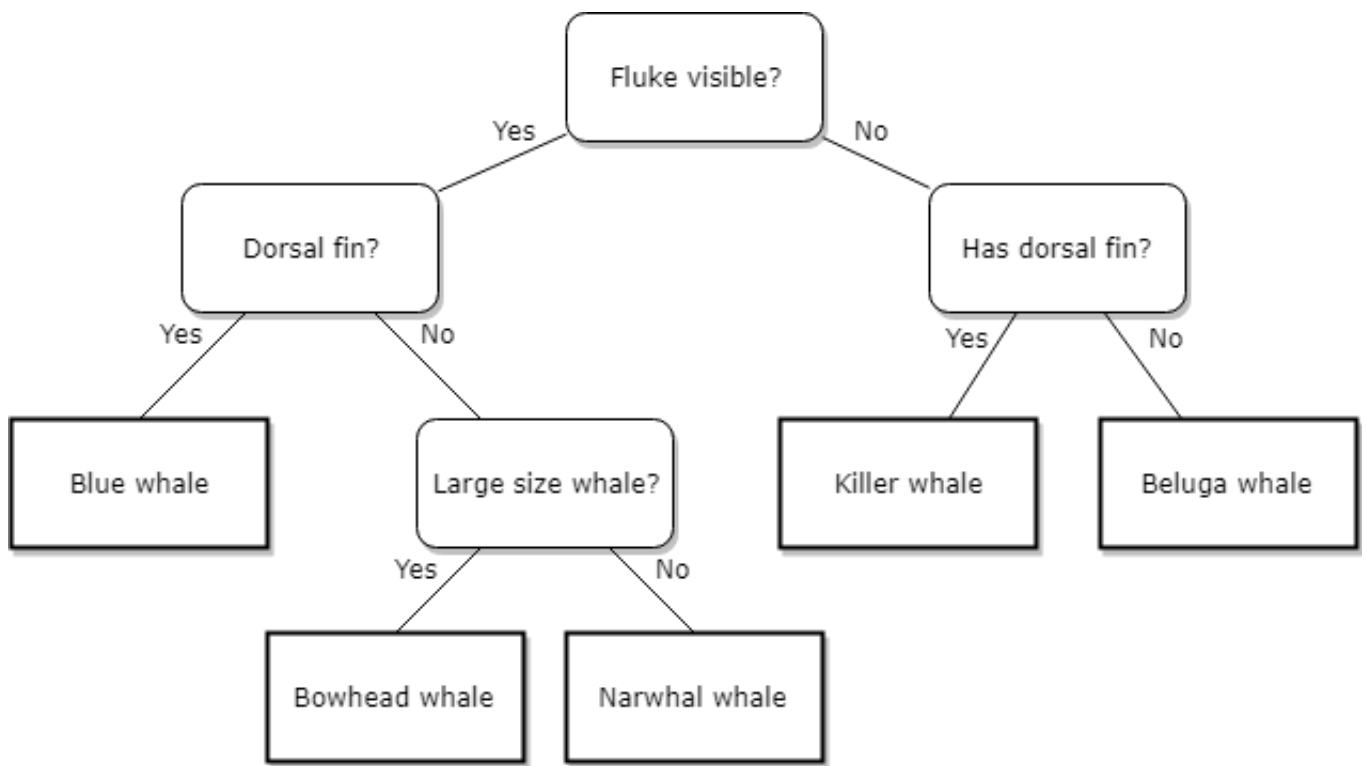 Fluke visible?
Yes
No
Dorsal fin?
Has dorsal fin?
Yes
No
Yes
No
Blue whale
Large size whale?
Killer whale
Beluga whale
Yes
No
Bowhead whale
Narwhal whale